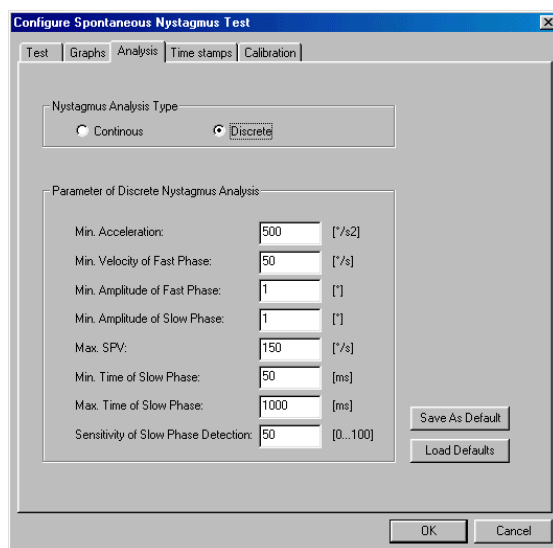 Configure Spontaneous Nystagmus Test
Test Graphs Analysis Time stamps Calibration
Nystagmus Analysis Type
Continous Discrete
Parameter of Discrete Nystagmus Analysis
Min. Acceleration: 500 [°/s2]
Min. Velocity of Fast Phase: 50 [°/s]
Min. Amplitude of Fast Phase: 1 [°]
Min. Amplitude of Slow Phase: 1 [°]
Max. SPV: 150 [°/s]
Min. Time of Slow Phase: 50 [ms]
Max. Time of Slow Phase: 1000 [ms]
Sensitivity of Slow Phase Detection: 50 [0...100]
Save As Default
Load Defaults
OK Cancel